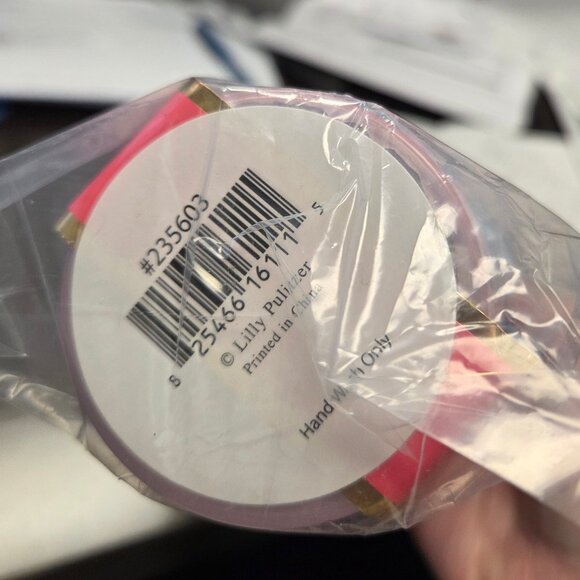 #235603
8 25466 16111 5
© Lilly Pulitzer
Printed in China
Hand Wash Only